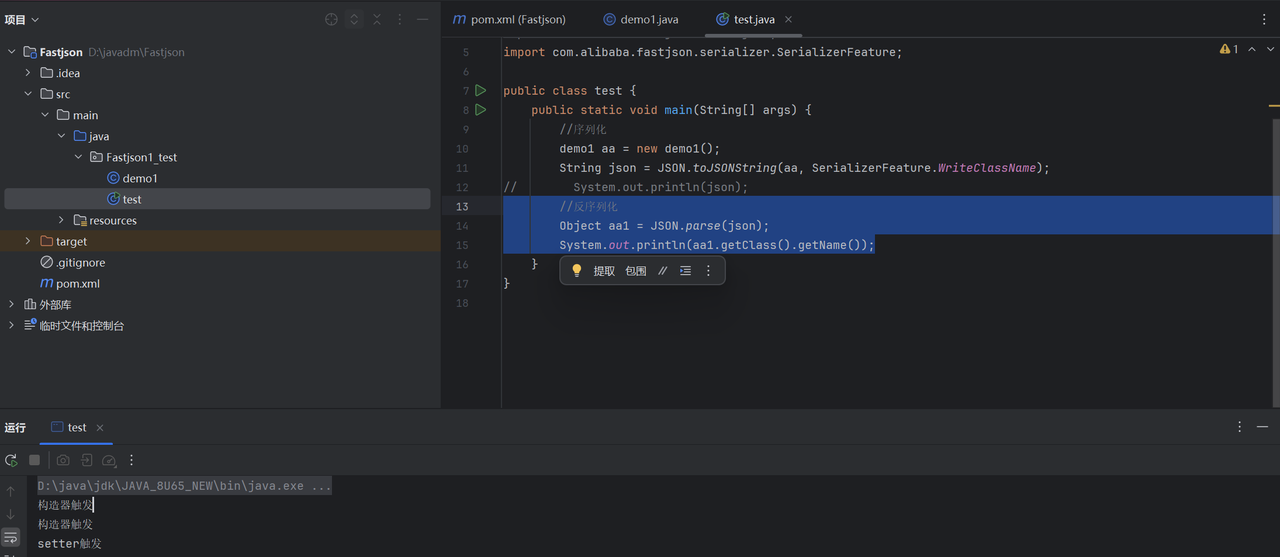 项目
Fastjson D:\javadm\Fastjson
.idea
src
main
java
Fastjson1_test
demo1
test
resources
target
.gitignore
pom.xml
外部库
临时文件和控制台
pom.xml (Fastjson)
demo1.java
test.java
1
5 import com.alibaba.fastjson.serializer.SerializerFeature;
6
7 public class test {
8 public static void main(String[] args) {
9 //序列化
10 demo1 aa = new demo1();
11 String json = JSON.toJSONString(aa, SerializerFeature.WriteClassName);
12 // System.out.println(json);
13 //反序列化
14 Object aa1 = JSON.parse(json);
15 System.out.println(aa1.getClass().getName());
16 }
提取 包围
17 }
18
运行 test
D:\java\jdk\JAVA_8U65_NEW\bin\java.exe ...
构造器触发
构造器触发
setter触发